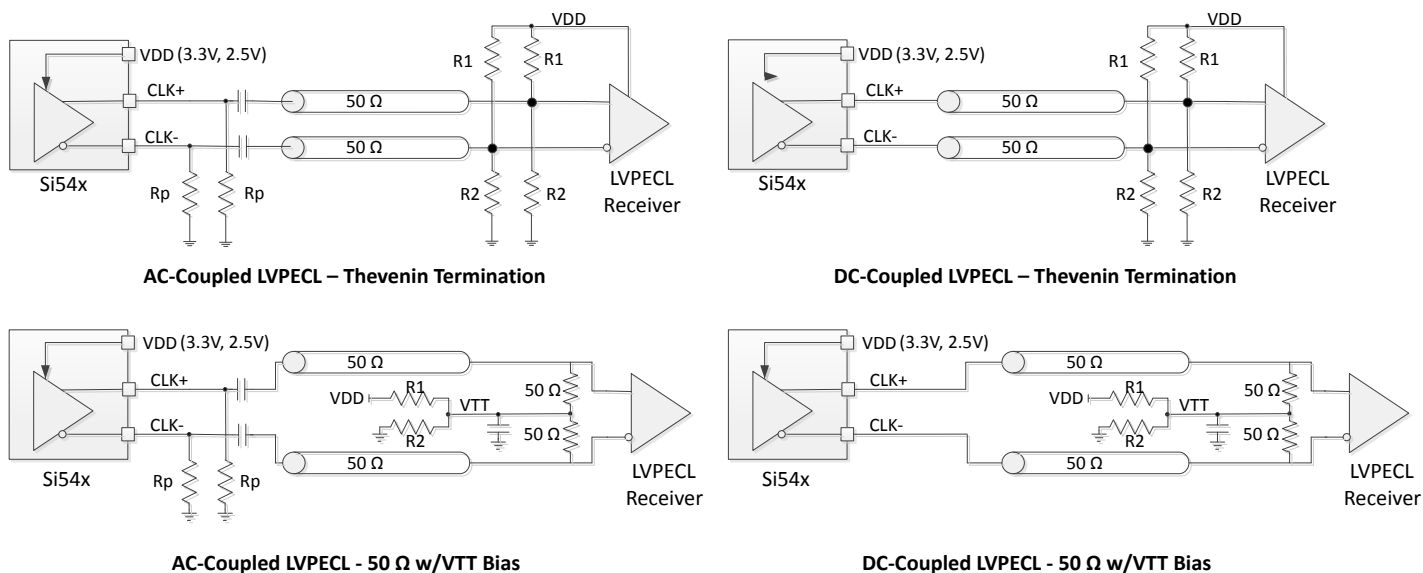 VDD
VDD (3.3V, 2.5V)
R1
R1
CLK+
50 Ω
CLK-
50 Ω
Si54x
Rp
Rp
R2
R2
LVPECL
Receiver
AC-Coupled LVPECL – Thevenin Termination
VDD
VDD (3.3V, 2.5V)
R1
R1
CLK+
50 Ω
CLK-
50 Ω
Si54x
R2
R2
LVPECL
Receiver
DC-Coupled LVPECL – Thevenin Termination
VDD (3.3V, 2.5V)
50 Ω
CLK+
R1
50 Ω
VDD
VTT
CLK-
R2
50 Ω
50 Ω
Si54x
Rp
Rp
LVPECL
Receiver
AC-Coupled LVPECL - 50 Ω w/VTT Bias
VDD (3.3V, 2.5V)
50 Ω
CLK+
R1
50 Ω
VDD
VTT
CLK-
R2
50 Ω
50 Ω
Si54x
LVPECL
Receiver
DC-Coupled LVPECL - 50 Ω w/VTT Bias